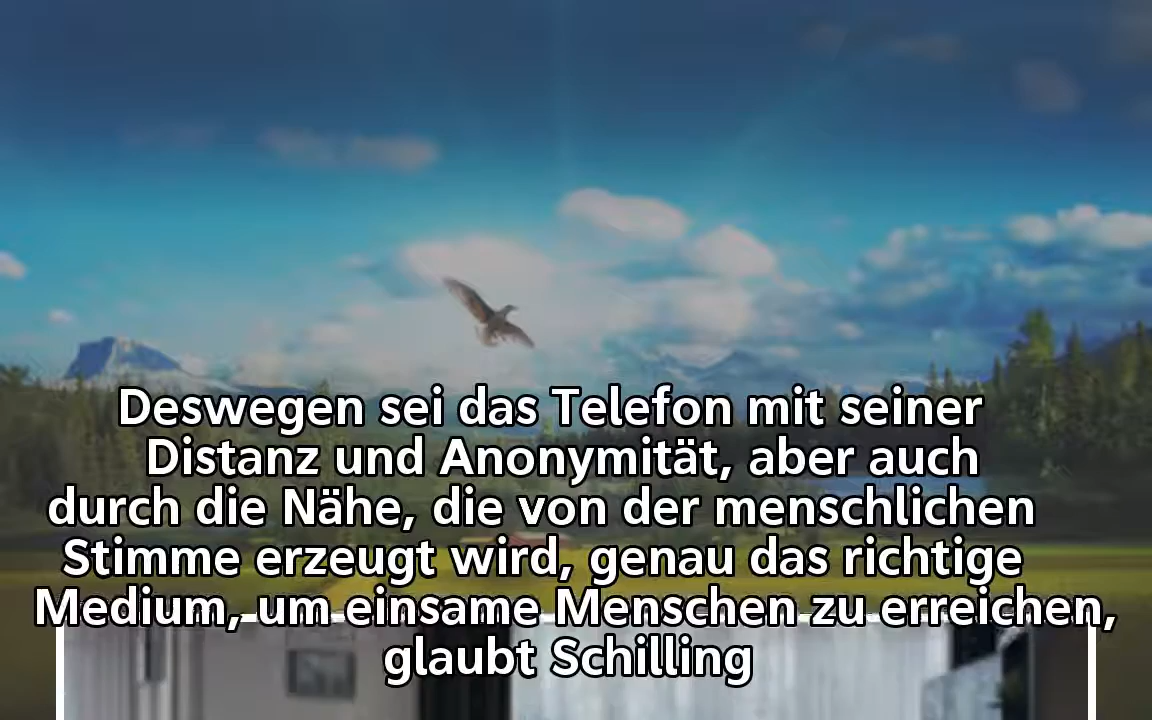 Deswegen sei das Telefon mit seiner
Distanz und Anonymität, aber auch
durch die Nähe, die von der menschlichen
Stimme erzeugt wird, genau das richtige
Medium, um einsame Menschen zu erreichen,
glaubt Schilling